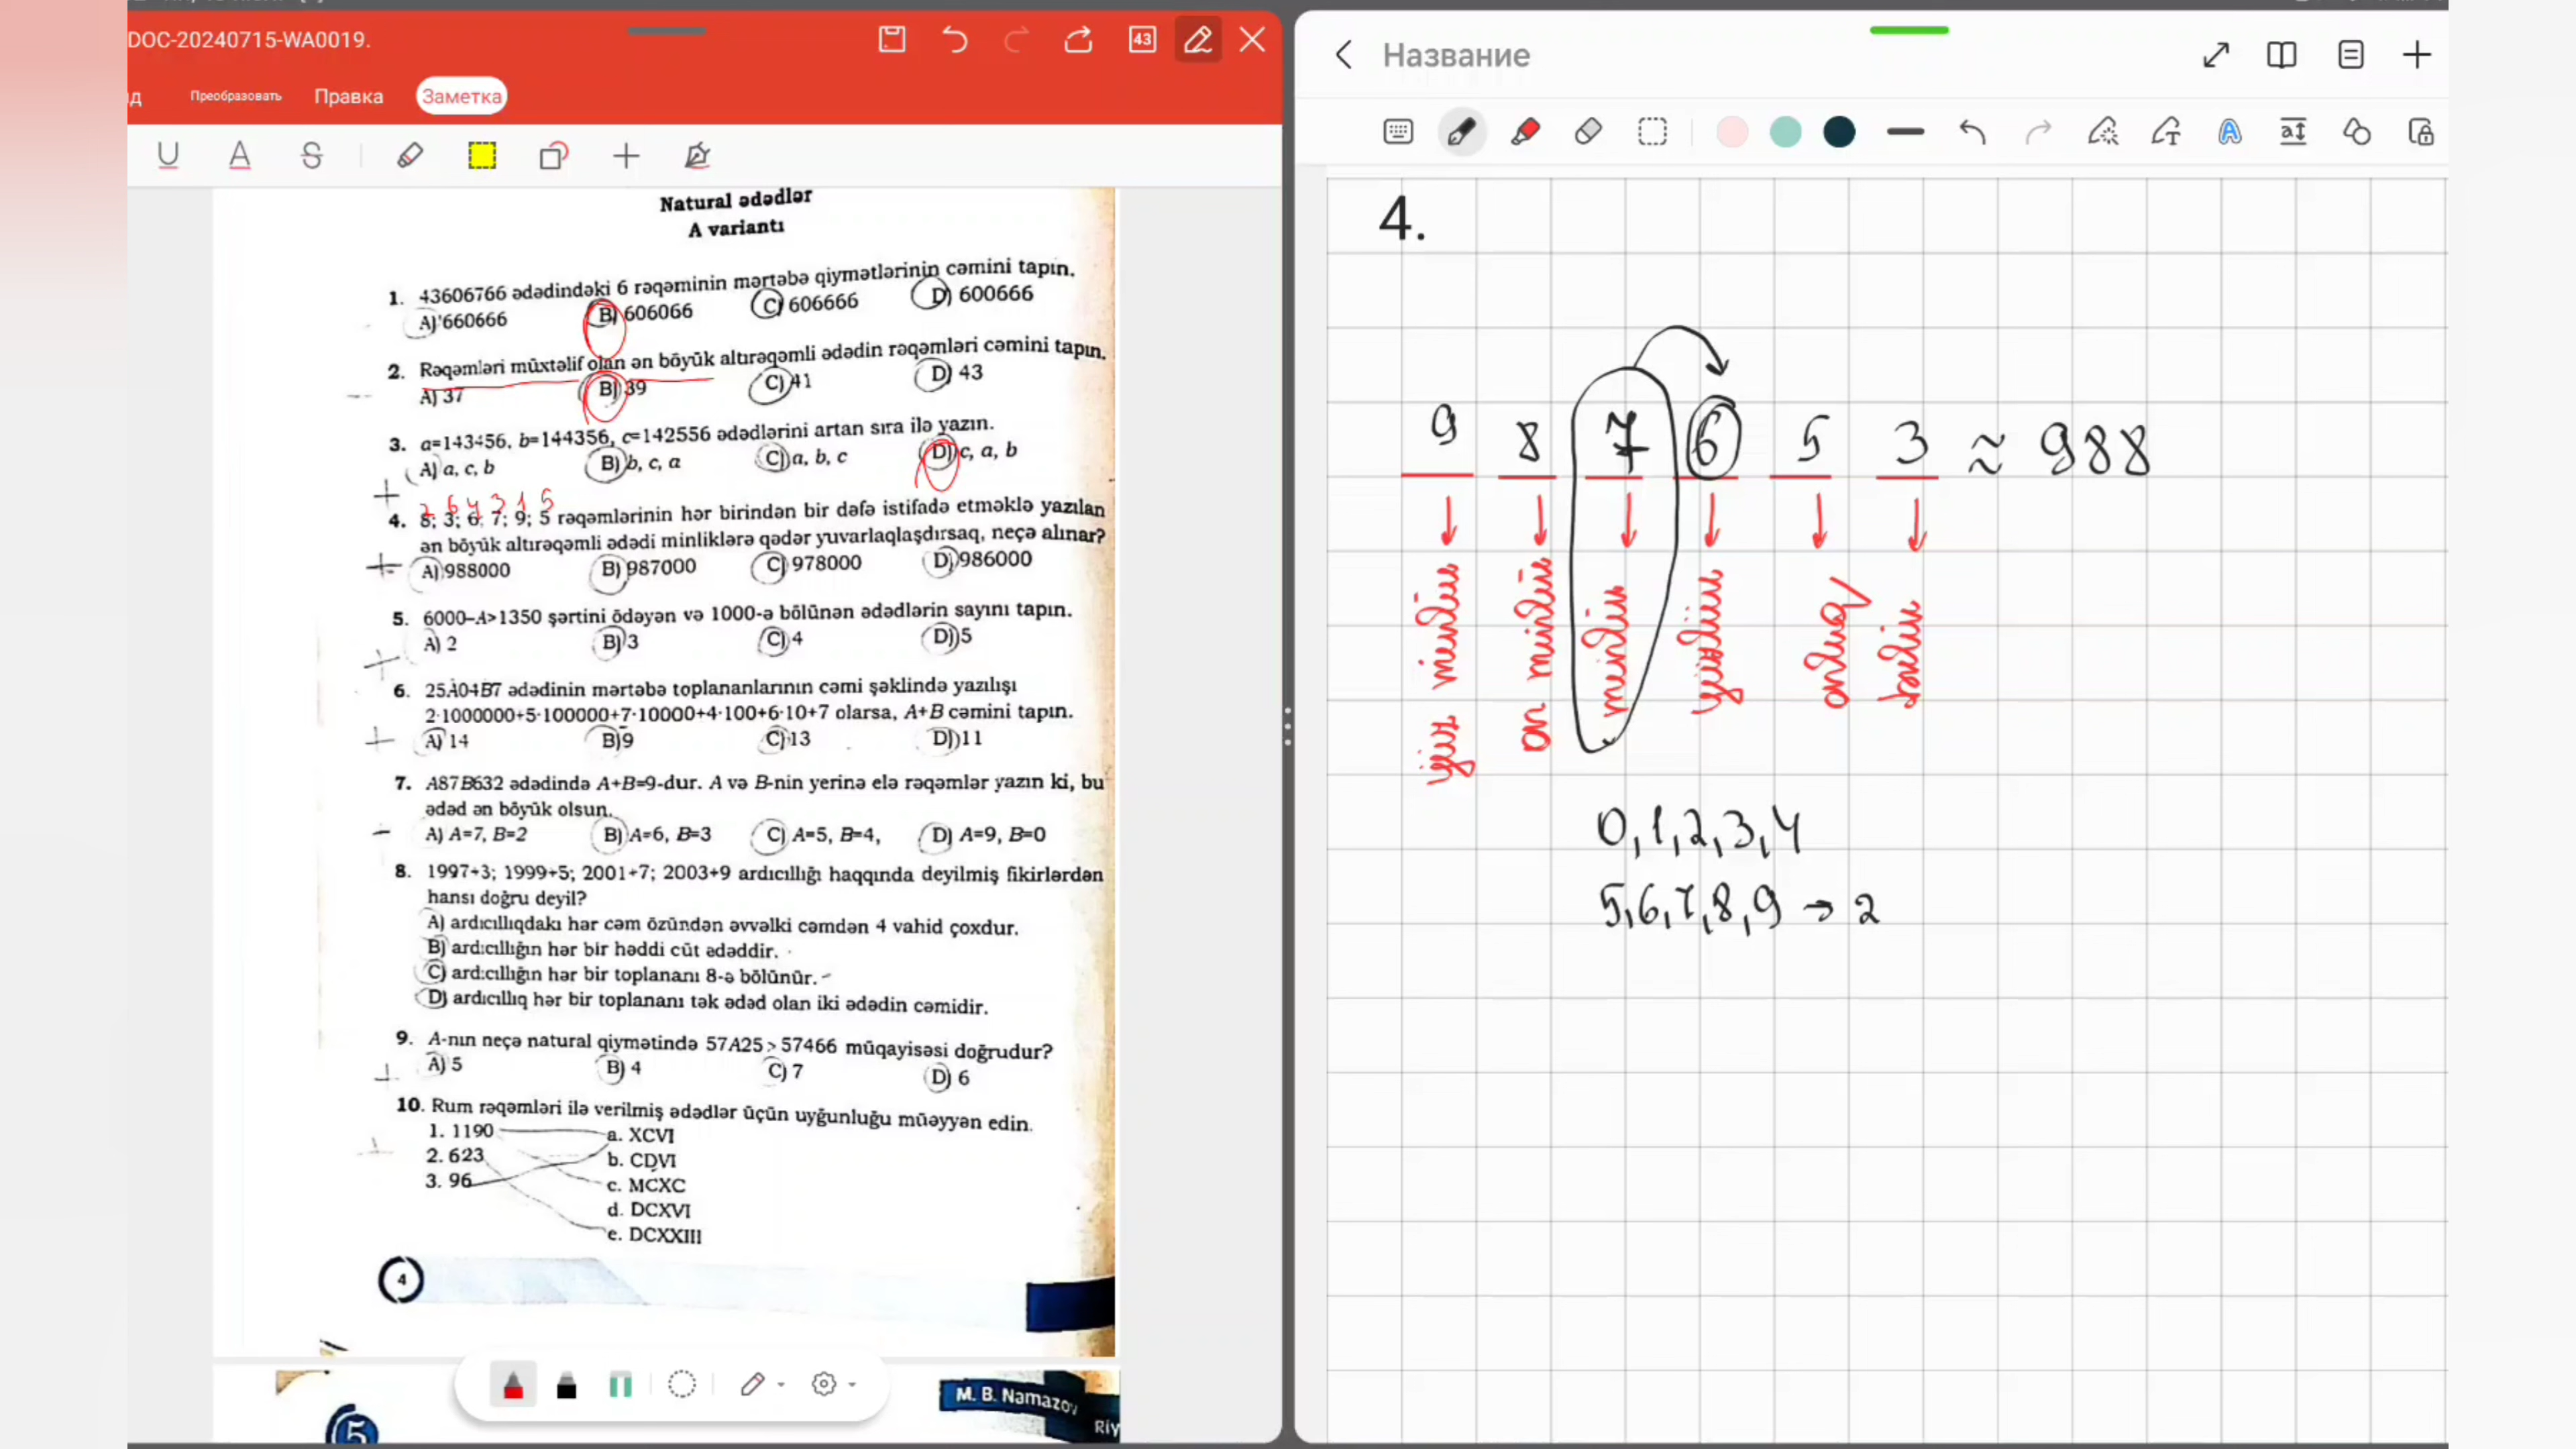 DOC-20240715-WA0019.
43
Преобразовать
Правка
Заметка
Natural ədədlər
A variantı
1. 43606766 ədədindəki 6 rəqəminin mərtəbə qiymətlərinin cəmini tapın.
A) 660666 B) 606066 C) 606666 D) 600666
2. Rəqəmləri müxtəlif olan ən böyük altırəqəmli ədədin rəqəmləri cəmini tapın.
A) 37 B) 39 C) 41 D) 43
3. a=143456, b=144356, c=142556 ədədlərini artan sıra ilə yazın.
A) a, c, b B) b, c, a C) a, b, c D) c, a, b
2 6 4 3 1 5
4. 8; 3; 6; 7; 9; 5 rəqəmlərinin hər birindən bir dəfə istifadə etməklə yazılan
ən böyük altırəqəmli ədədi minliklərə qədər yuvarlaqlaşdırsaq, neçə alınar?
A) 988000 B) 987000 C) 978000 D) 986000
5. 6000–A>1350 şərtini ödəyən və 1000-ə bölünən ədədlərin sayını tapın.
A) 2 B) 3 C) 4 D) 5
6. 25A04B7 ədədinin mərtəbə toplananlarının cəmi şəklində yazılışı
2·1000000+5·100000+7·10000+4·100+6·10+7 olarsa, A+B cəmini tapın.
A) 14 B) 9 C) 13 D) 11
7. A87B632 ədədində A+B=9-dur. A və B-nin yerinə elə rəqəmlər yazın ki, bu
ədəd ən böyük olsun.
A) A=7, B=2 B) A=6, B=3 C) A=5, B=4, D) A=9, B=0
8. 1997+3; 1999+5; 2001+7; 2003+9 ardıcıllığı haqqında deyilmiş fikirlərdən
hansı doğru deyil?
A) ardıcıllıqdakı hər cəm özündən əvvəlki cəmdən 4 vahid çoxdur.
B) ardıcıllığın hər bir həddi cüt ədəddir.
C) ardıcıllığın hər bir toplananı 8-ə bölünür.
D) ardıcıllıq hər bir toplananı tək ədəd olan iki ədədin cəmidir.
9. A-nın neçə natural qiymətində 57A25>57466 müqayisəsi doğrudur?
A) 5 B) 4 C) 7 D) 6
10. Rum rəqəmləri ilə verilmiş ədədlər üçün uyğunluğu müəyyən edin.
1. 1190 a. XCVI
2. 623 b. CDVI
3. 96 c. MCXC
d. DCXVI
e. DCXXIII
4
5
M. B. Namazov
Riy
Название
4.
9 8 7 6 5 3 ≈ 988
yüz minlik on minlik minlik yüzlük onluq təklik
0,1,2,3,4
5,6,7,8,9 → 2